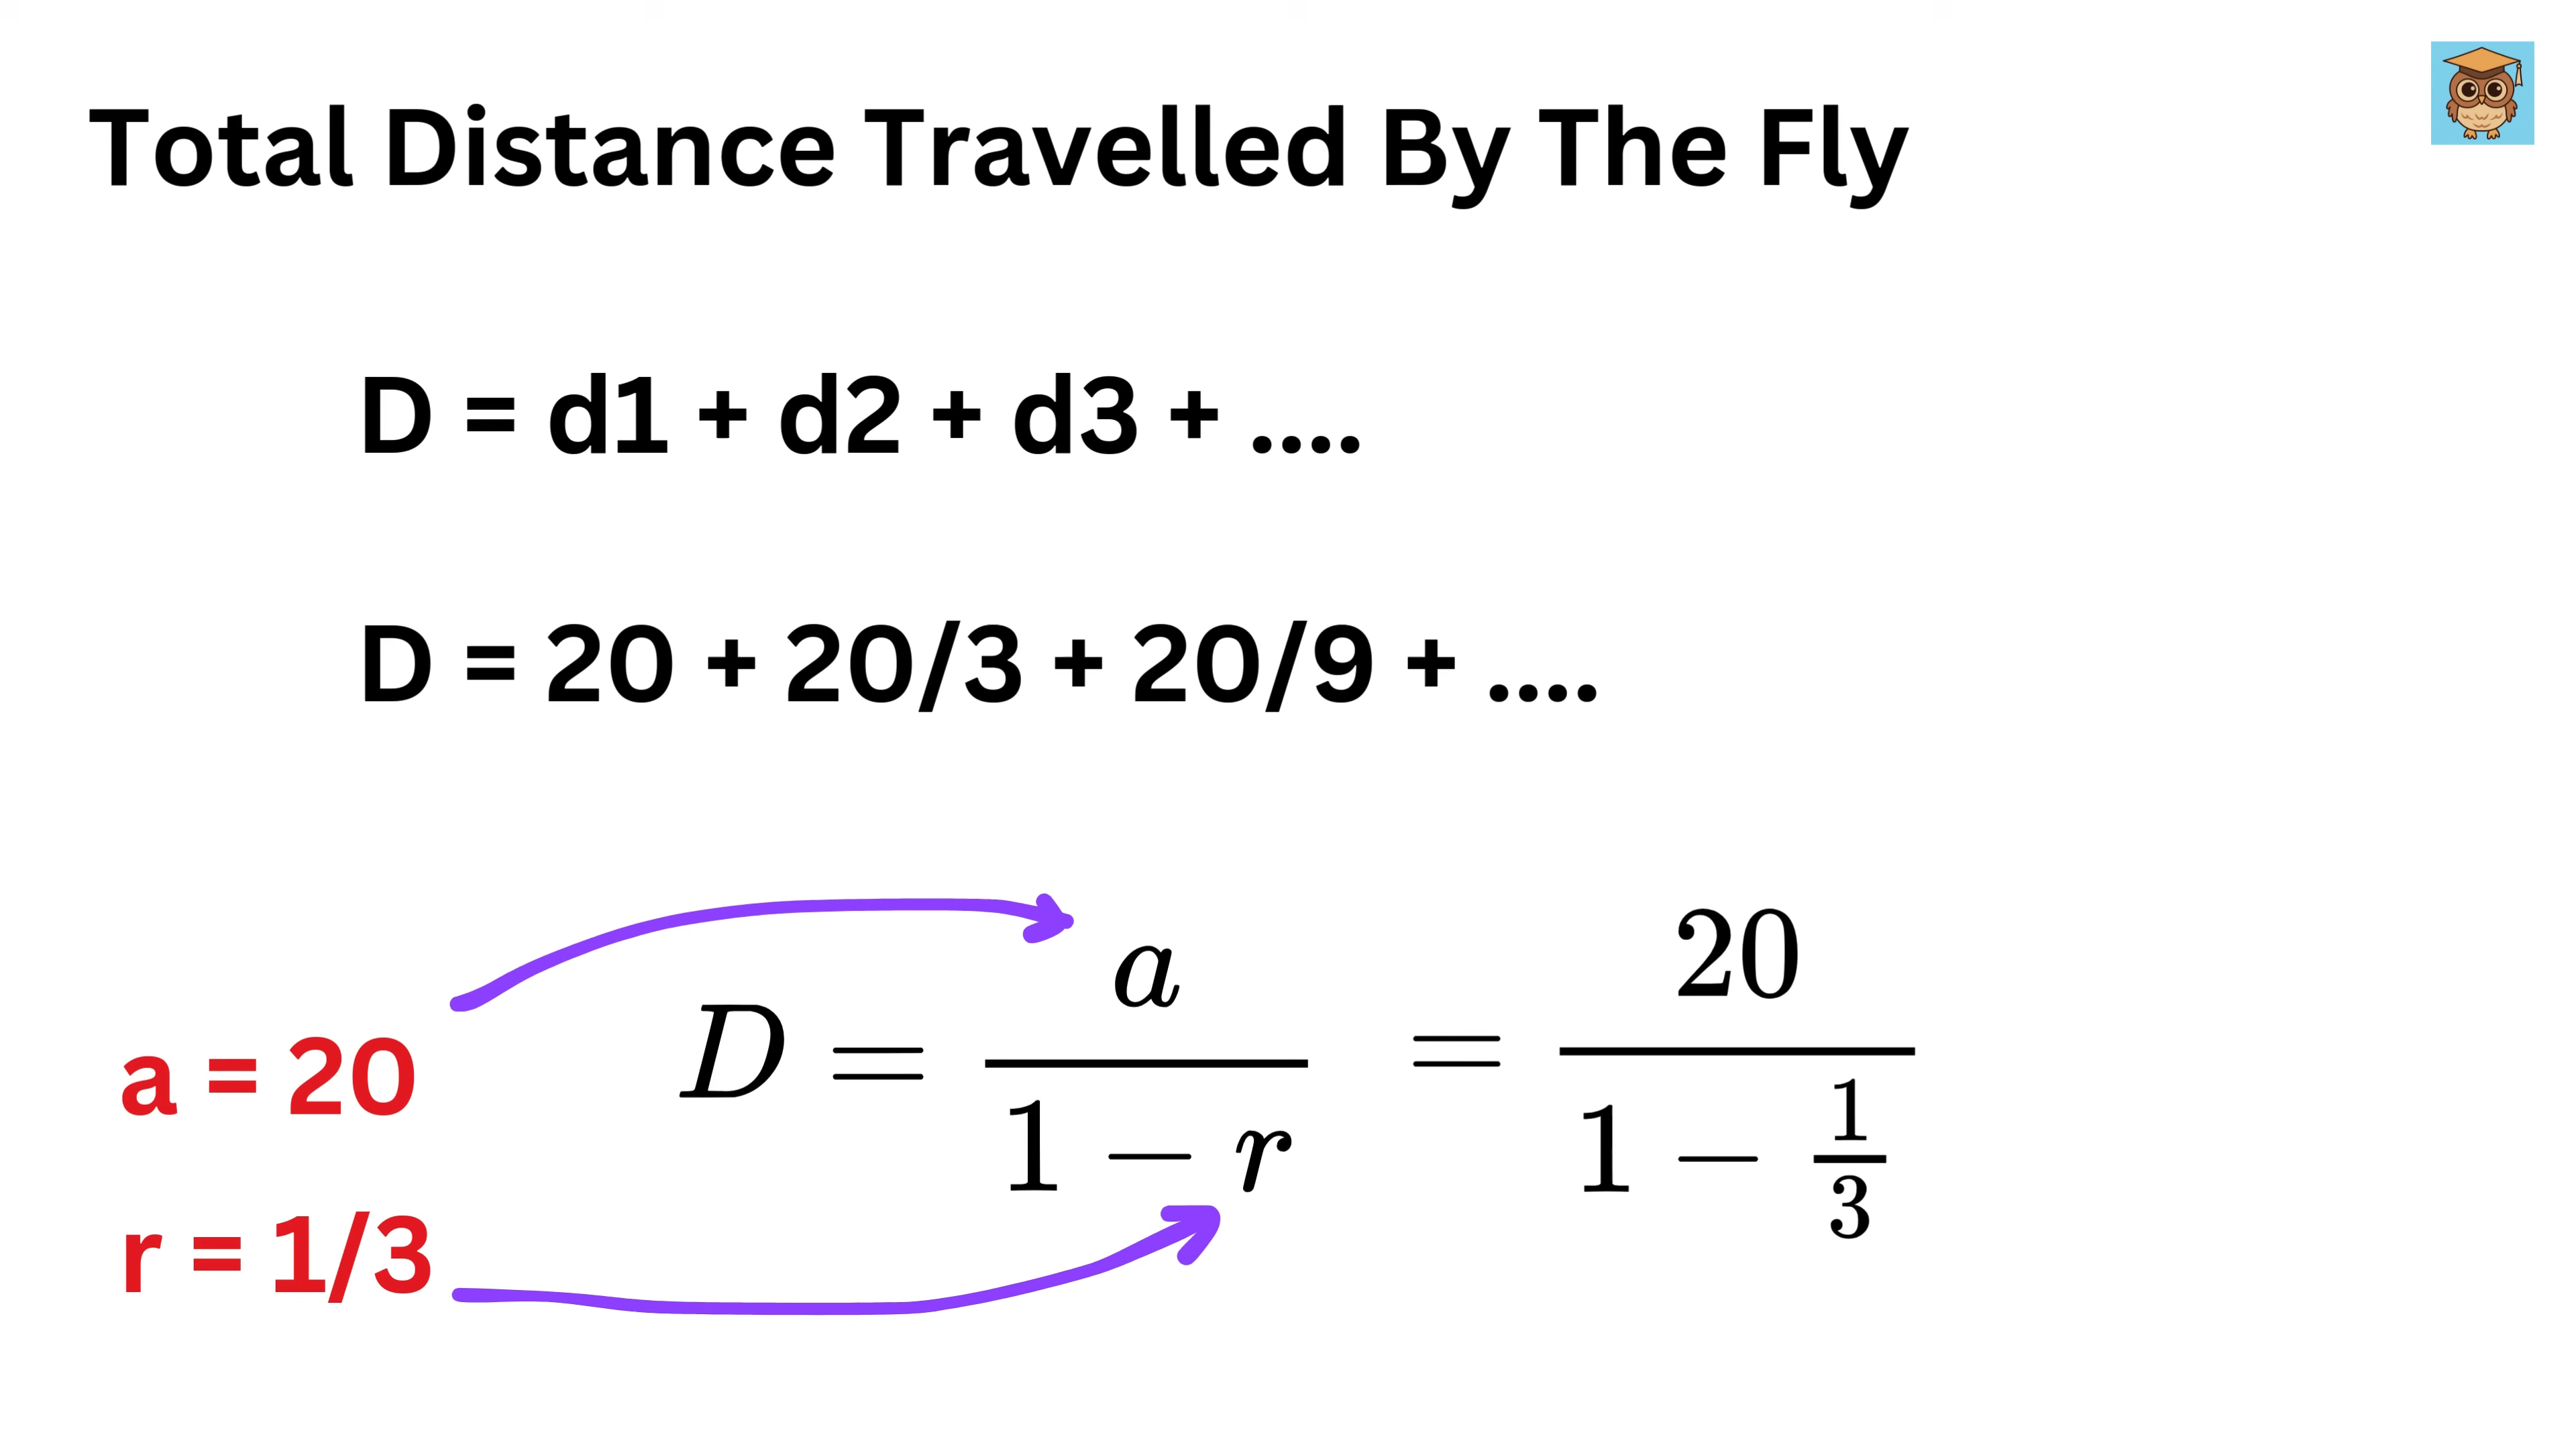 Total Distance Travelled By The Fly
D = d1 + d2 + d3 + ....
D = 20 + 20/3 + 20/9 + ....
a = 20
r = 1/3
D = a / (1 − r) = 20 / (1 − 1/3)